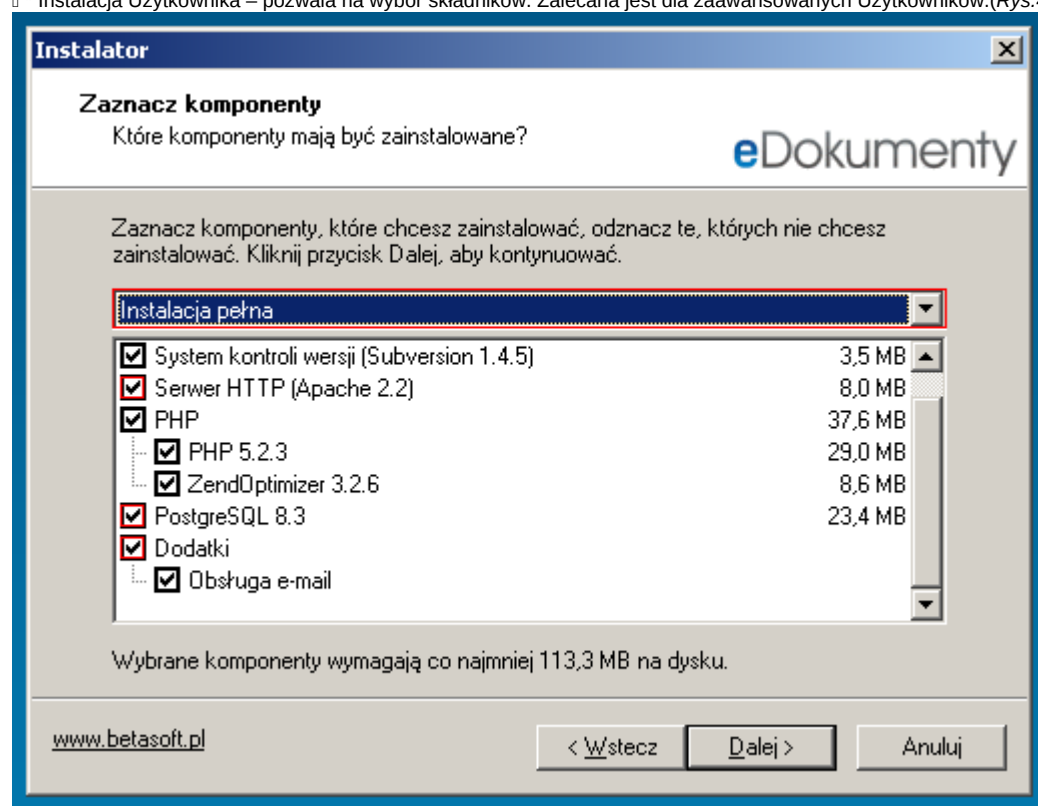 Instalacja Użytkownika – pozwala na wybór składników. Zalecana jest dla zaawansowanych Użytkowników.(Rys.
Instalator
Zaznacz komponenty
Które komponenty mają być zainstalowane?
eDokumenty
Zaznacz komponenty, które chcesz zainstalować, odznacz te, których nie chcesz
zainstalować. Kliknij przycisk Dalej, aby kontynuować.
Instalacja pełna
System kontroli wersji (Subversion 1.4.5) 3,5 MB
Serwer HTTP (Apache 2.2) 8,0 MB
PHP 37,6 MB
PHP 5.2.3 29,0 MB
ZendOptimizer 3.2.6 8,6 MB
PostgreSQL 8.3 23,4 MB
Dodatki
Obsługa e-mail
Wybrane komponenty wymagają co najmniej 113,3 MB na dysku.
www.betasoft.pl
< Wstecz
Dalej >
Anuluj